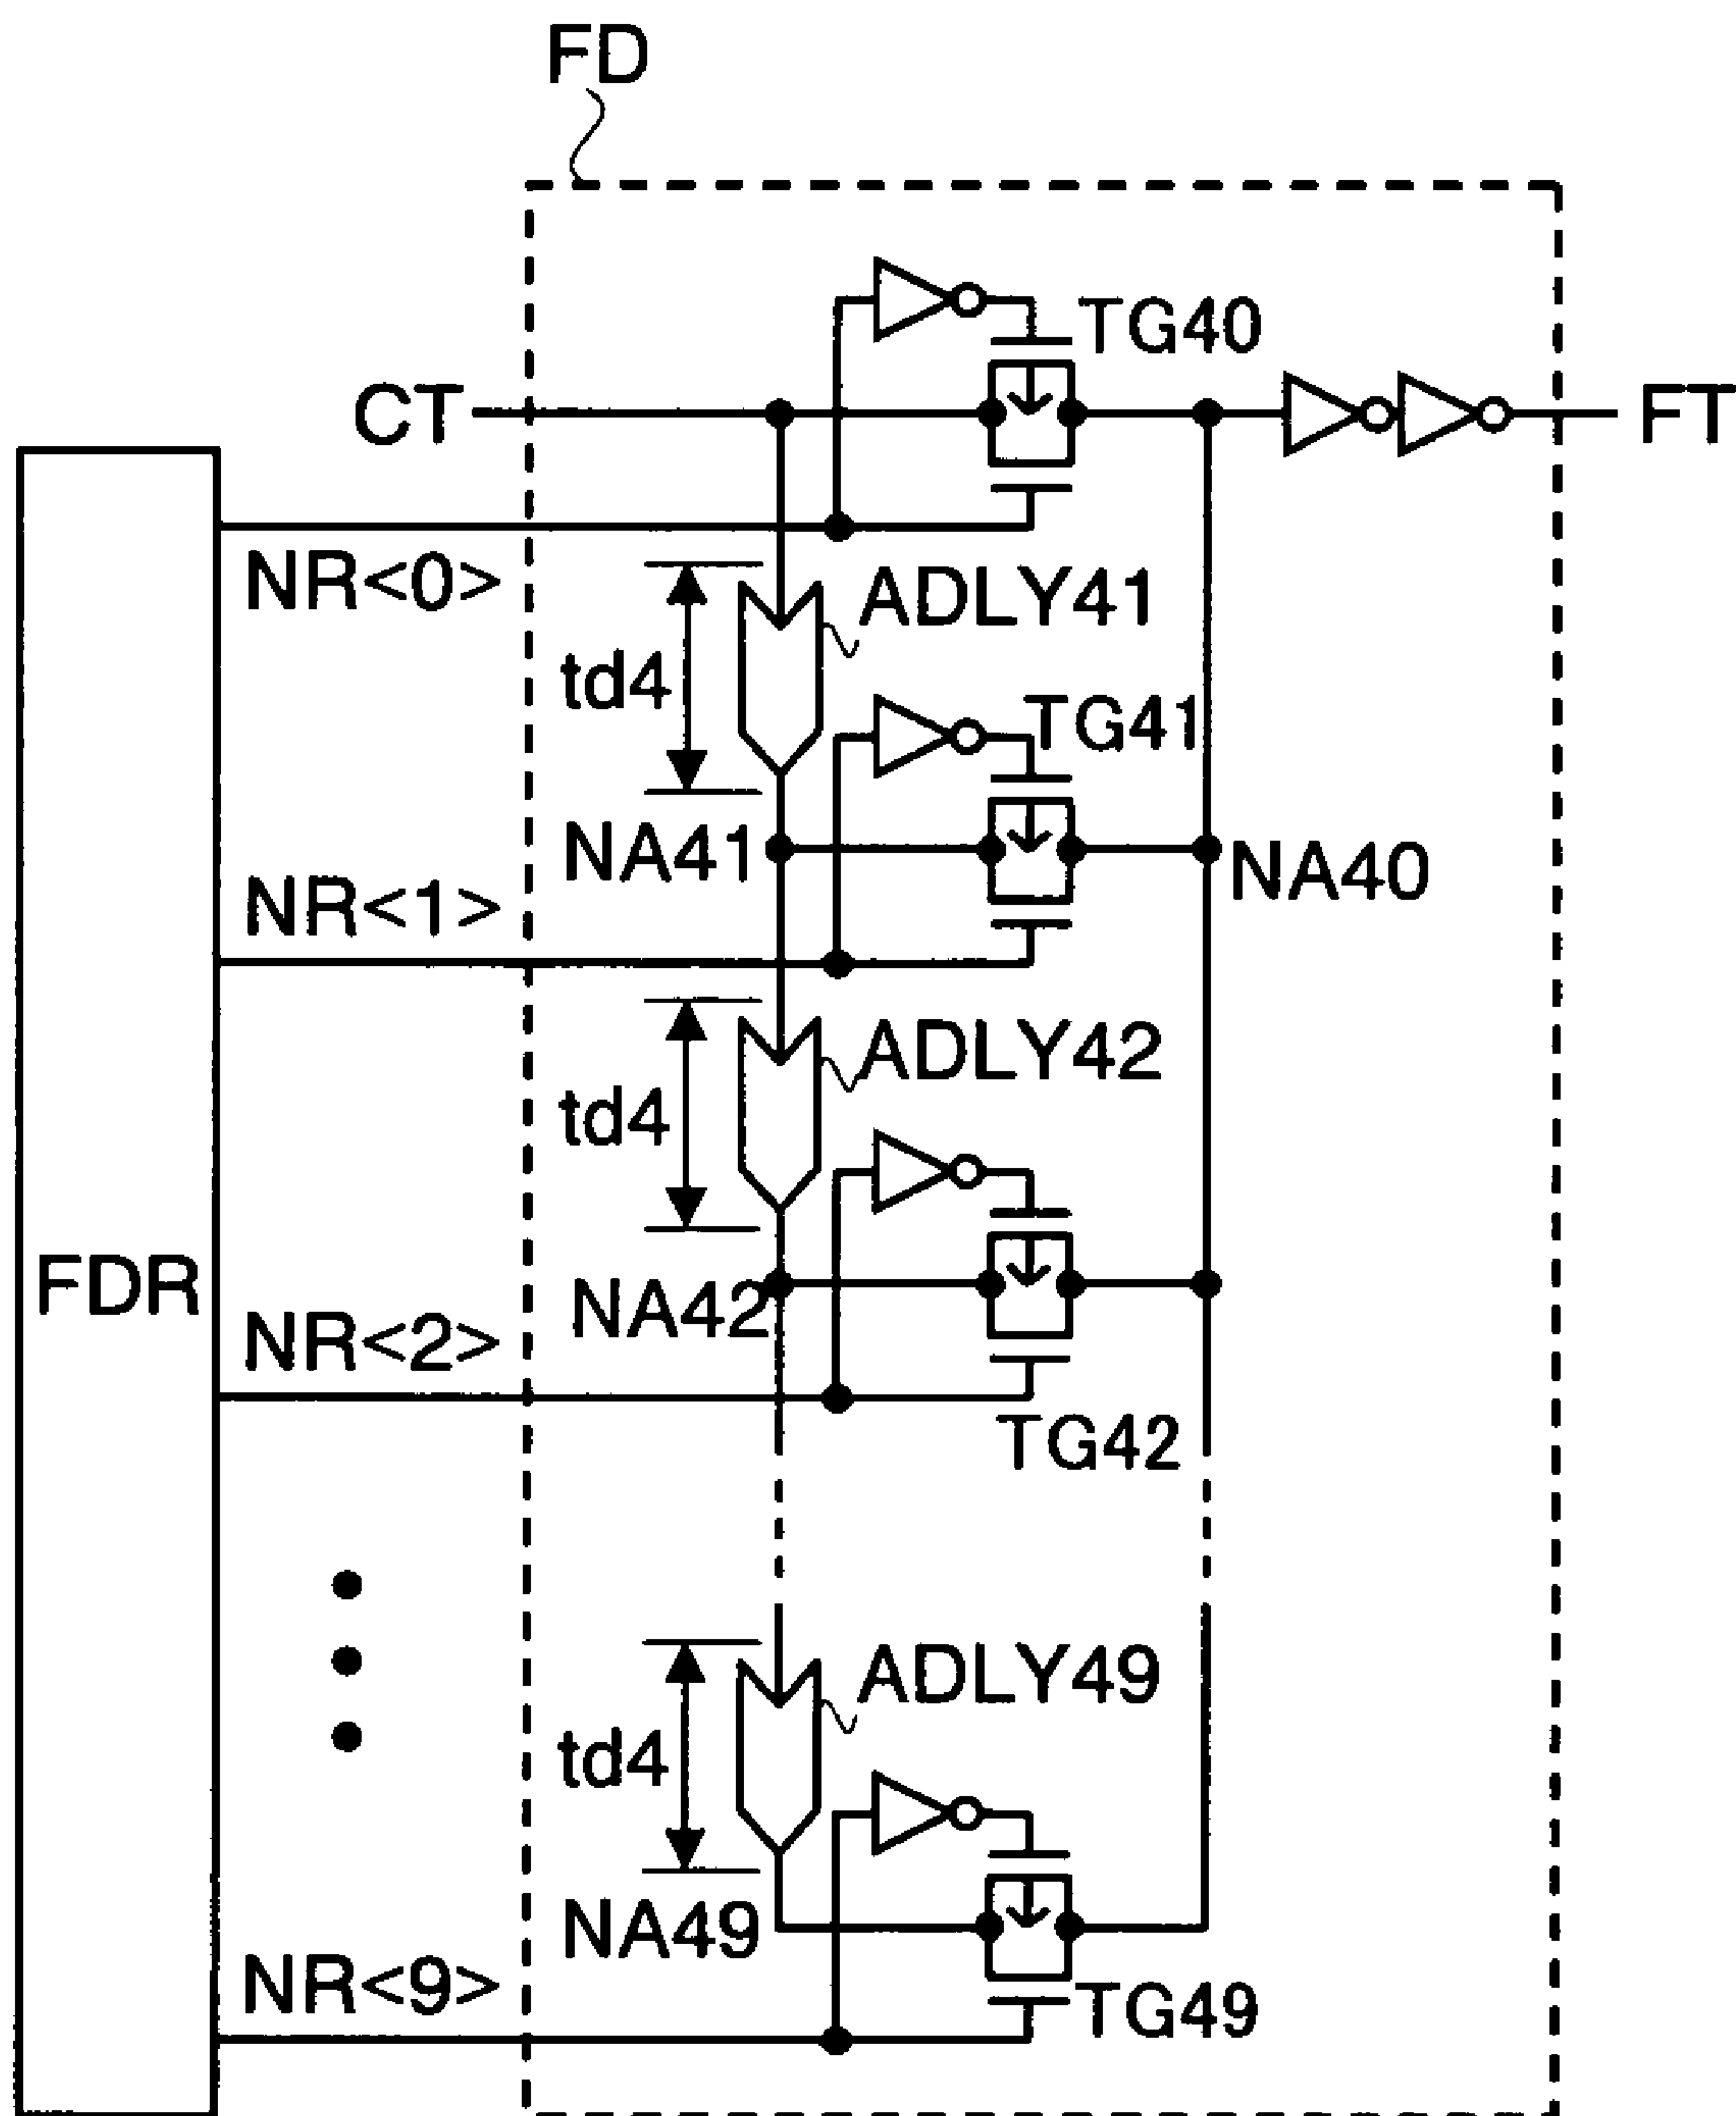 FD
TG40
CT
FT
NR<0>
ADLY41
td4
TG41
NA41
NA40
NR<1>
ADLY42
td4
FDR
NA42
NR<2>
TG42
ADLY49
td4
NA49
NR<9>
TG49